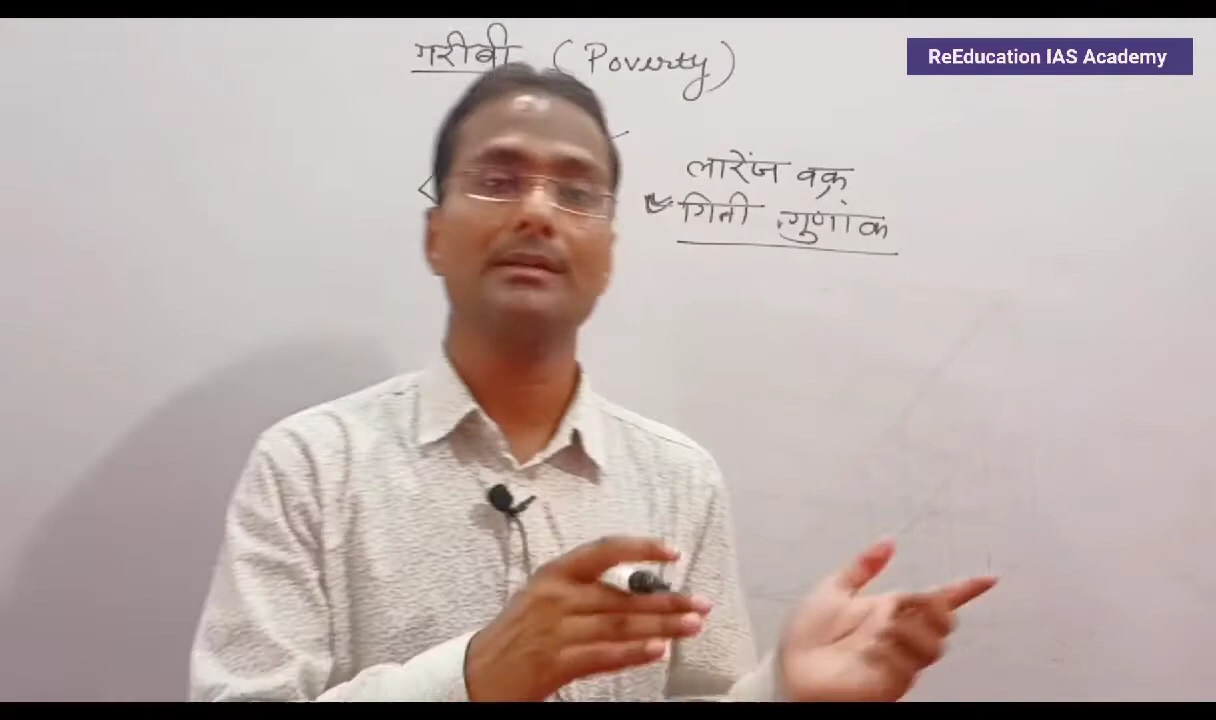 गरीबी (Poverty)
ReEducation IAS Academy
लारेंज वक्र
गिनी गुणांक